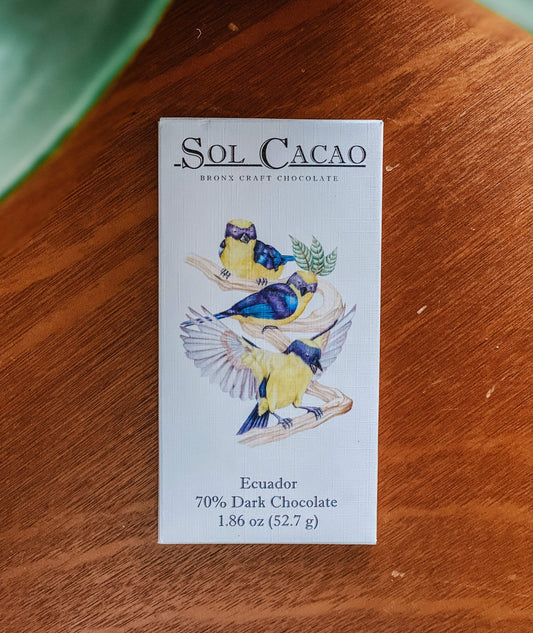 SOL CACAO
BRONX CRAFT CHOCOLATE
Ecuador
70% Dark Chocolate
1.86 oz (52.7 g)